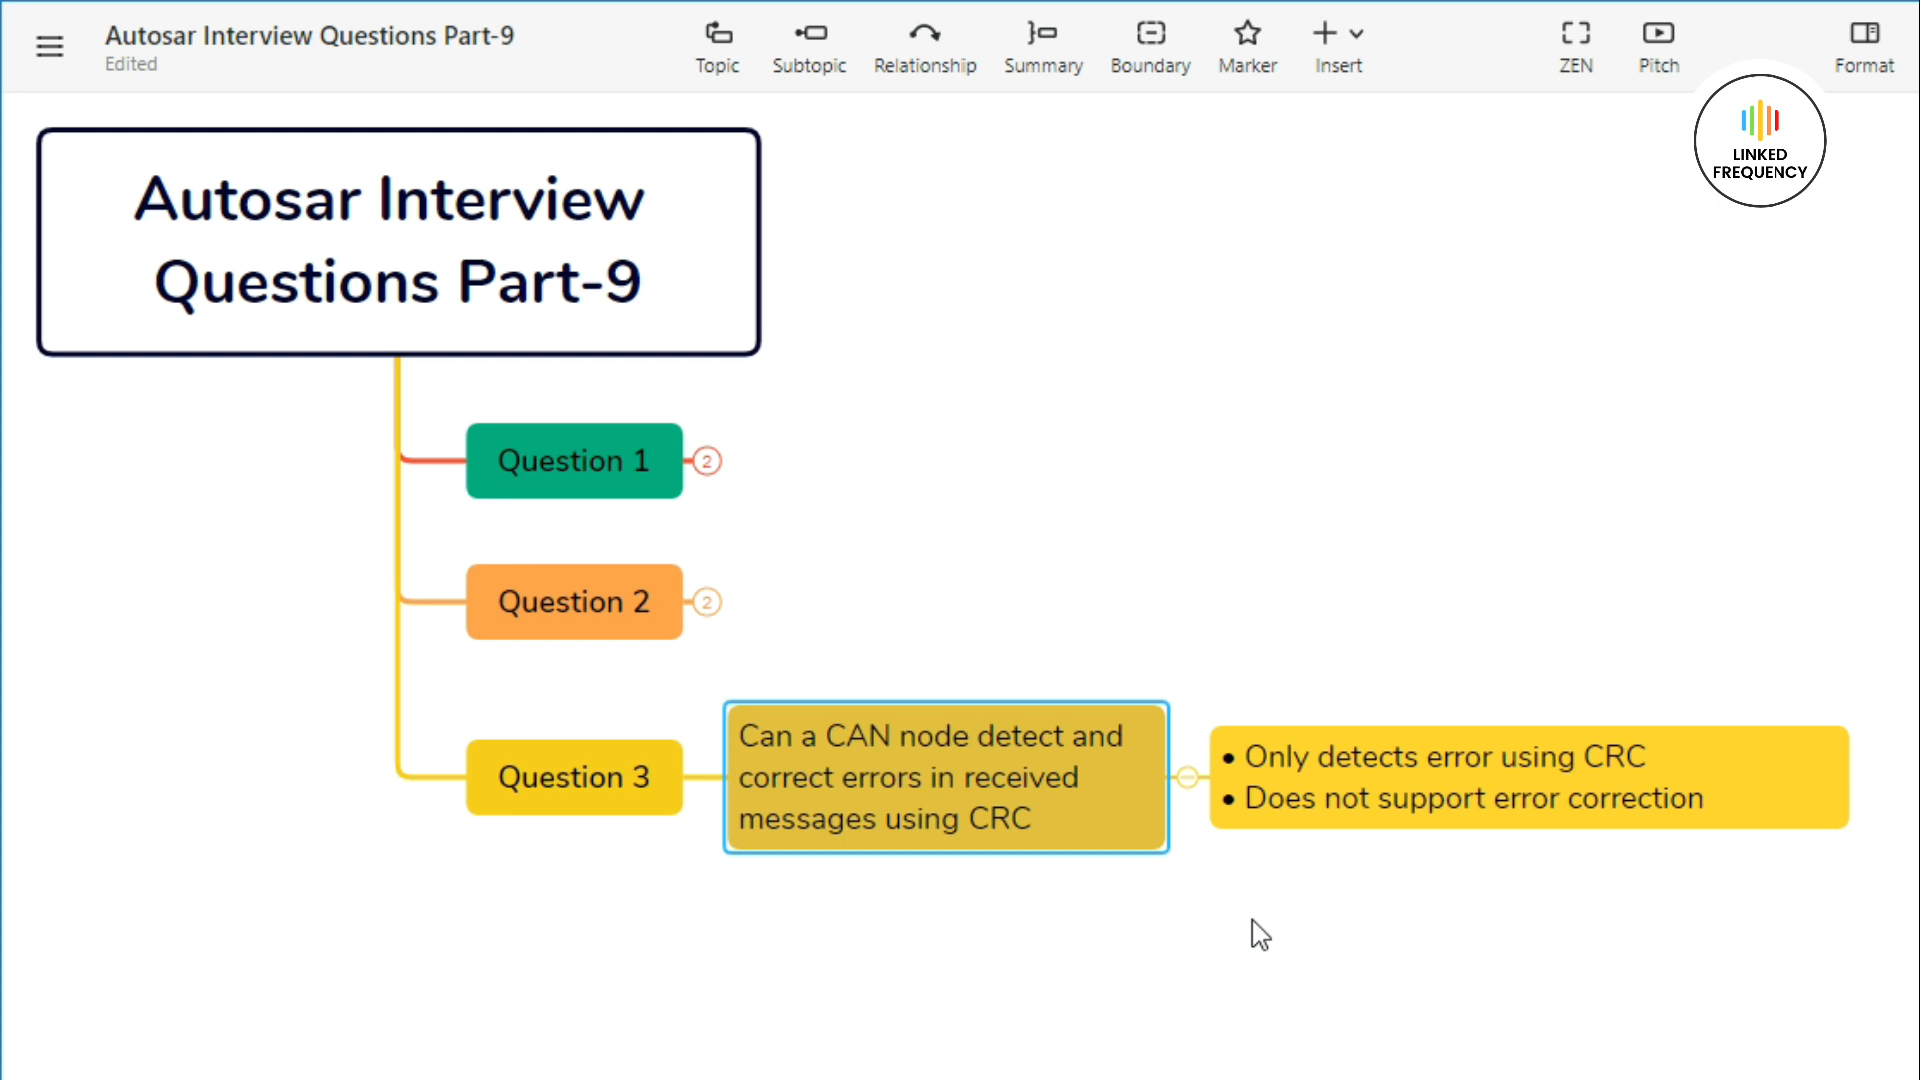 Autosar Interview Questions Part-9
Edited
Topic
Subtopic
Relationship
Summary
Boundary
Marker
Insert
ZEN
Pitch
Format
LINKED
FREQUENCY
Autosar Interview
Questions Part-9
Question 1
2
Question 2
2
Question 3
Can a CAN node detect and
correct errors in received
messages using CRC
• Only detects error using CRC
• Does not support error correction